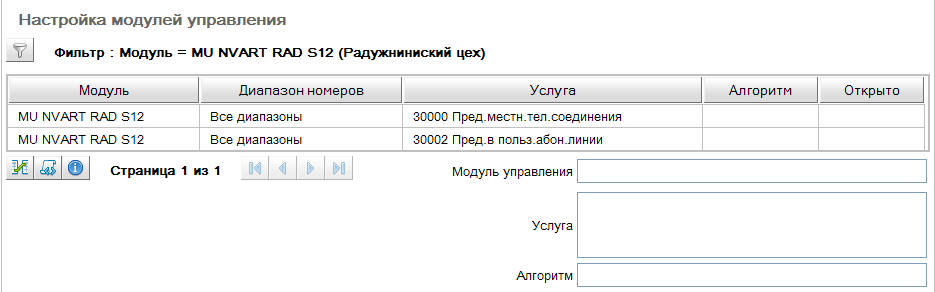 Настройка модулей управления
Фильтр : Модуль = MU NVART RAD S12 (Радужниниский цех)
Модуль Диапазон номеров Услуга Алгоритм Открыто
MU NVART RAD S12 Все диапазоны 30000 Пред.местн.тел.соединения
MU NVART RAD S12 Все диапазоны 30002 Пред.в польз.абон.линии
Страница 1 из 1
Модуль управления
Услуга
Алгоритм